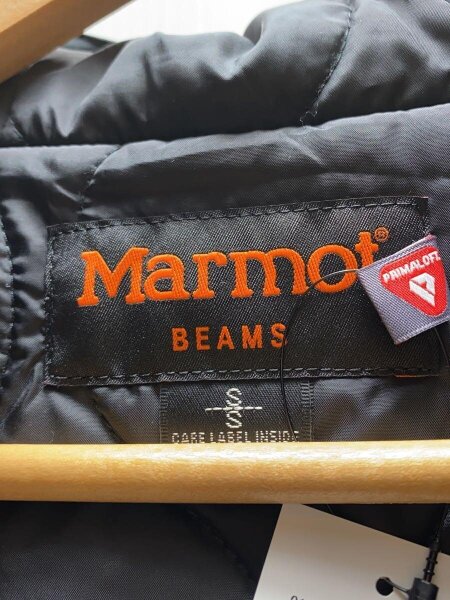 Marmot®
BEAMS
PRIMALOFT
S
S
CARE LABEL INSIDE